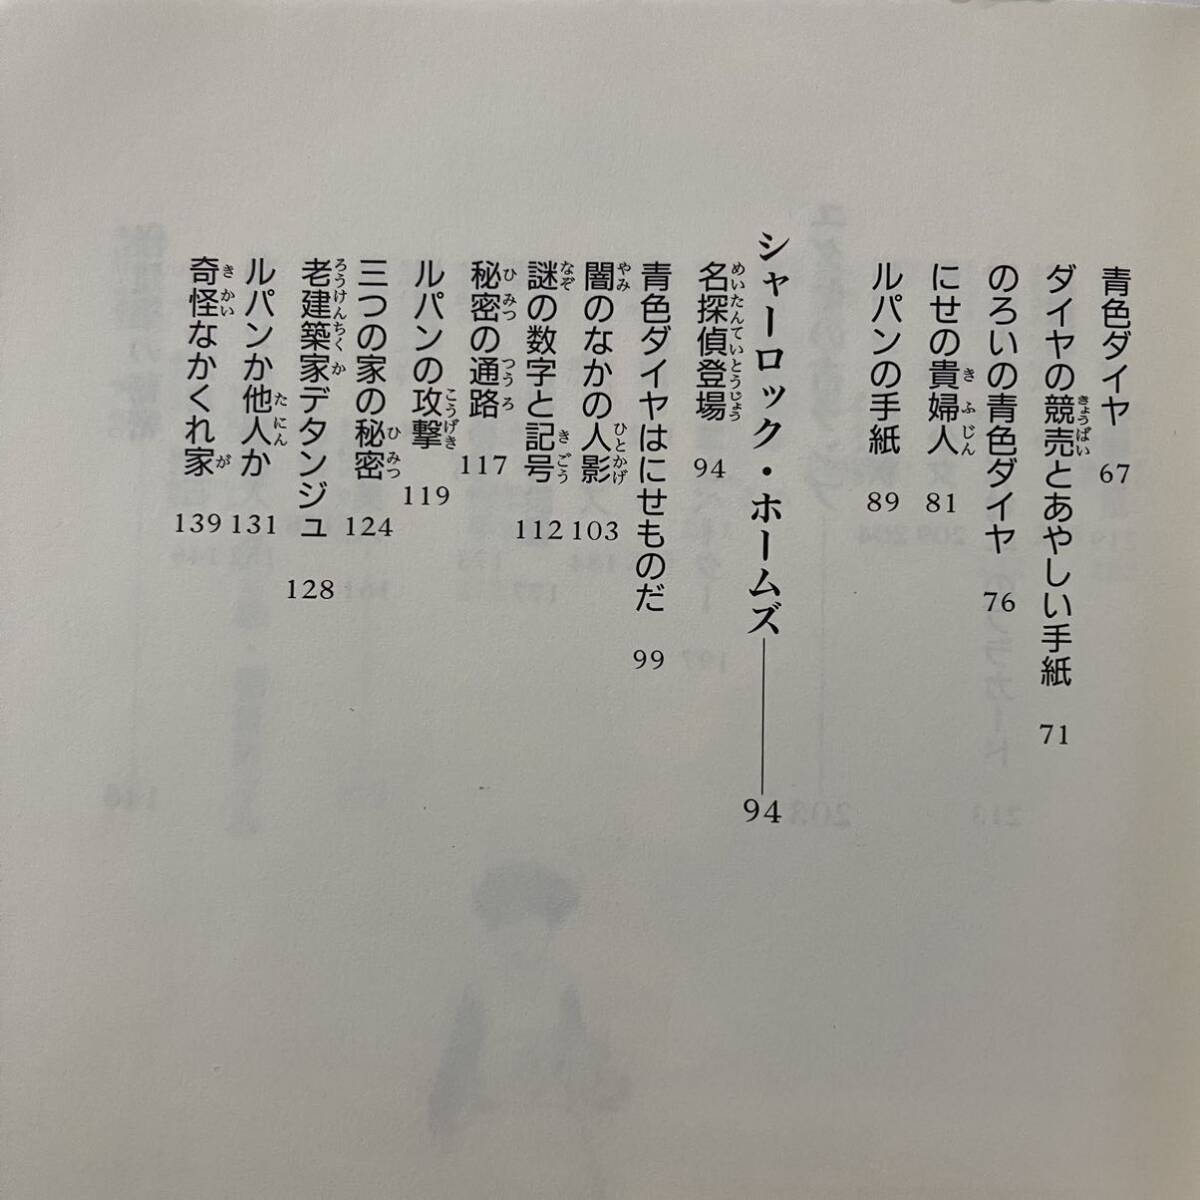 青色ダイヤ 67
ダイヤの競売とあやしい手紙 71
のろいの青色ダイヤ 76
にせの貴婦人 81
ルパンの手紙 89
シャーロック・ホームズ――94
名探偵登場 94
青色ダイヤはにせものだ 99
闇のなかの人影 103
謎の数字と記号 112
秘密の通路 117
ルパンの攻撃 119
三つの家の秘密 124
老建築家デタンジュ 128
ルパンか他人か 131
奇怪なかくれ家 139